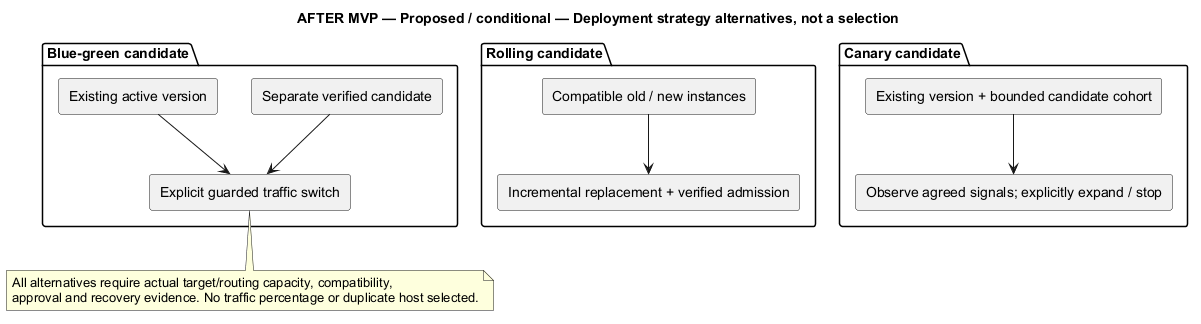 AFTER MVP — Proposed / conditional — Deployment strategy alternatives, not a selection
Blue-green candidate
Existing active version
Separate verified candidate
Explicit guarded traffic switch
All alternatives require actual target/routing capacity, compatibility,
approval and recovery evidence. No traffic percentage or duplicate host selected.
Rolling candidate
Compatible old / new instances
Incremental replacement + verified admission
Canary candidate
Existing version + bounded candidate cohort
Observe agreed signals; explicitly expand / stop